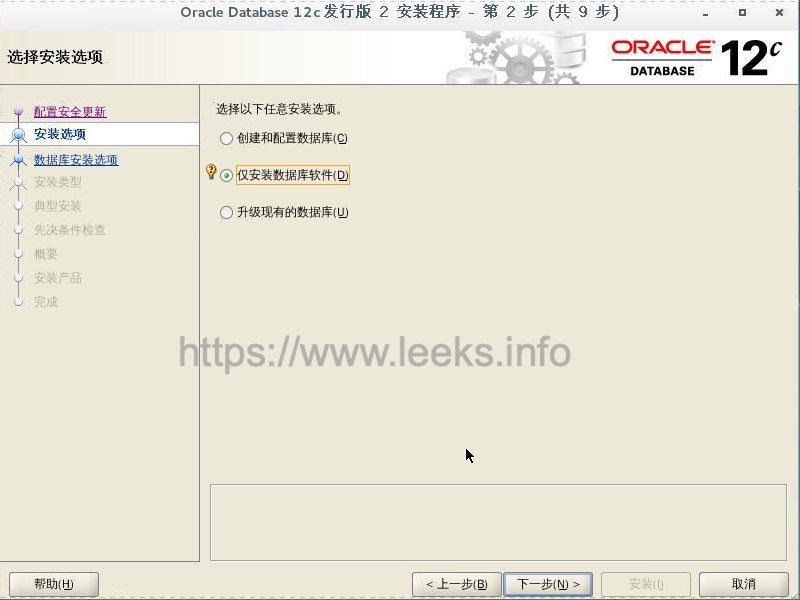 Oracle Database 12c 发行版 2 安装程序 - 第 2 步 (共 9 步)
选择安装选项
ORACLE
DATABASE
12c
配置安全更新
安装选项
数据库安装选项
安装类型
典型安装
先决条件检查
概要
安装产品
完成
选择以下任意安装选项。
创建和配置数据库(C)
仅安装数据库软件(D)
升级现有的数据库(U)
https://www.leeks.info
帮助(H)
< 上一步(B)
下一步(N) >
安装(I)
取消